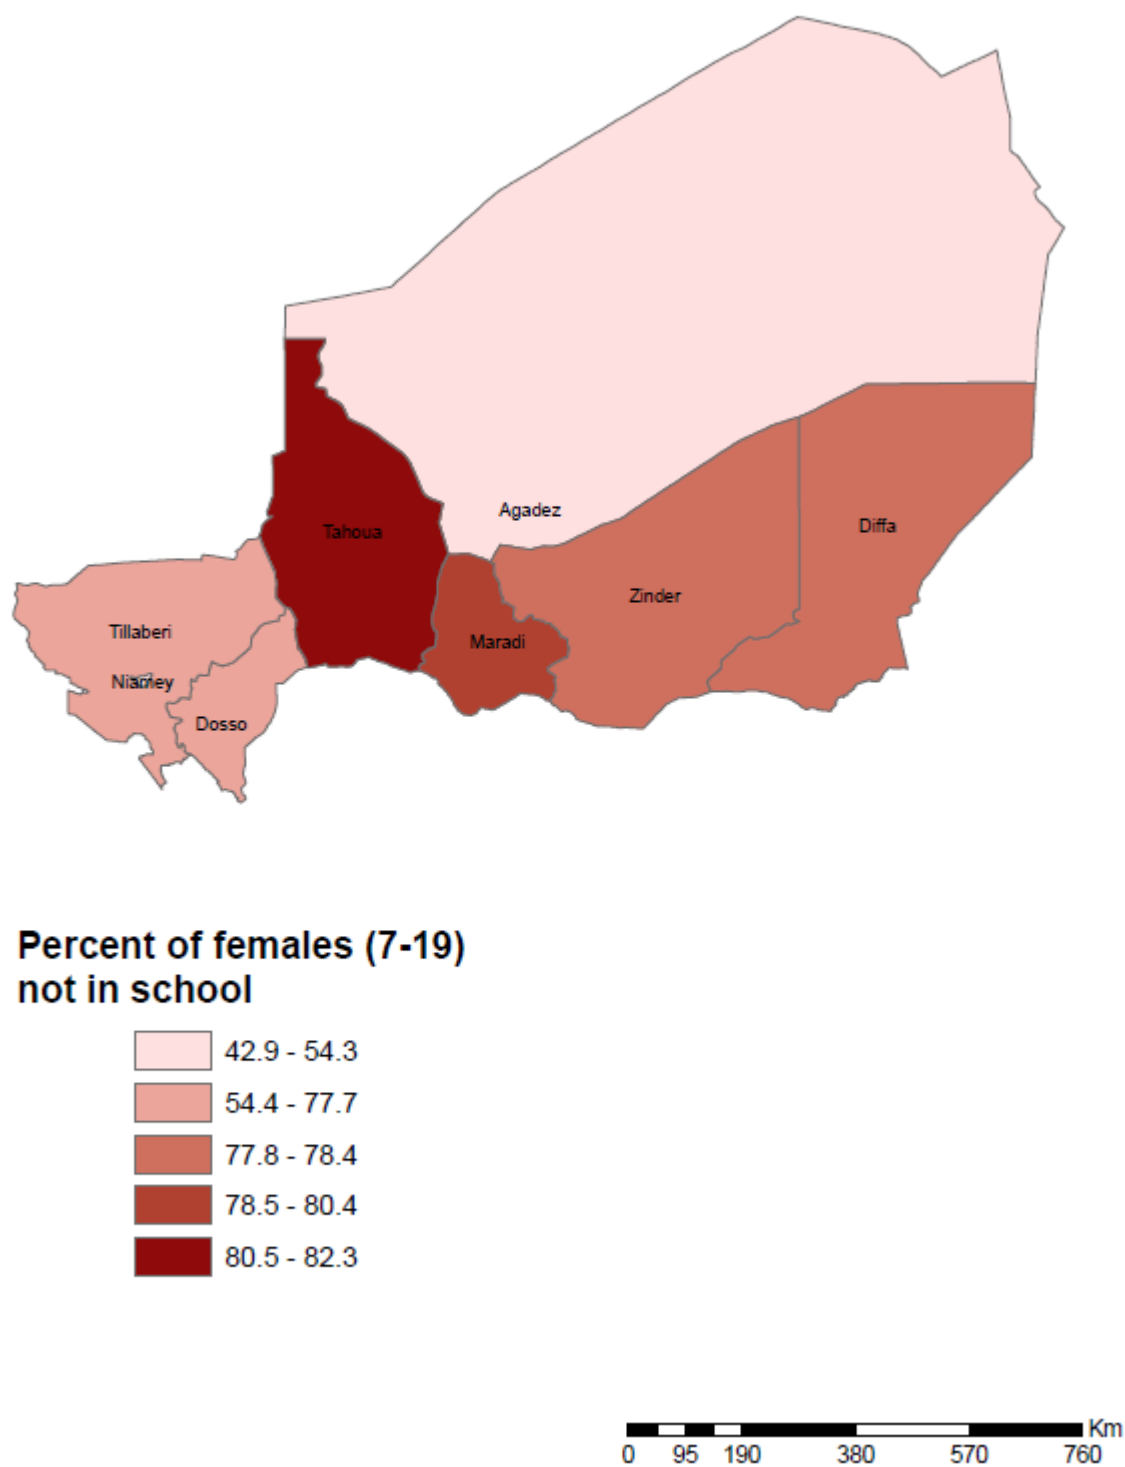 Agadez
Diffa
Tahoua
Zinder
Tillaberi
Maradi
Niamey
Dosso
Percent of females (7-19)
not in school
42.9 - 54.3
54.4 - 77.7
77.8 - 78.4
78.5 - 80.4
80.5 - 82.3
Km
0 95 190 380 570 760